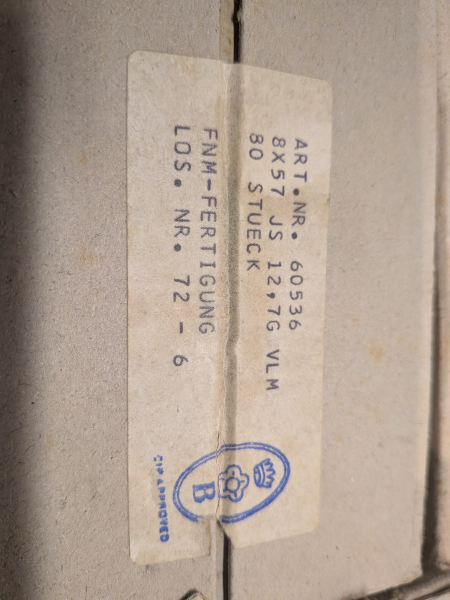 ART.NR. 60536
8X57 JS 12,7G VLM
80 STUECK
FNM-FERTIGUNG
LOS. NR. 72 - 6
B
CIP APPROVED